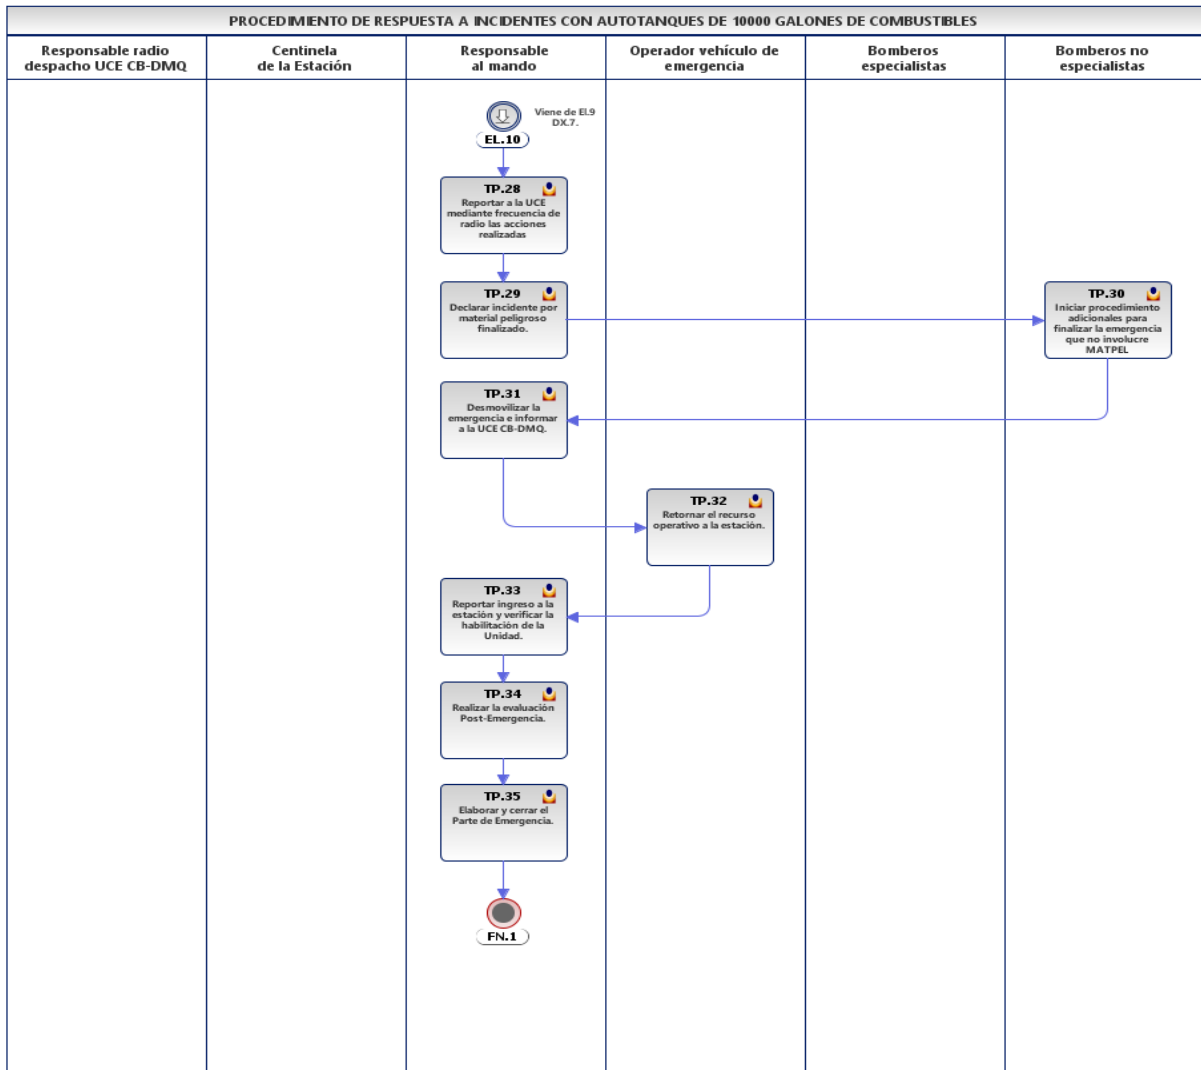 PROCEDIMIENTO DE RESPUESTA A INCIDENTES CON AUTOTANQUES DE 10000 GALONES DE COMBUSTIBLES
Responsable radio
despacho UCE CB-DMQ
Centinela
de la Estación
Responsable
al mando
Operador vehículo de
emergencia
Bomberos
especialistas
Bomberos no
especialistas
Viene de El.9
DX.7.
EL.10
TP.28
Reportar a la UCE
mediante frecuencia de
radio las acciones
realizadas
TP.29
Declarar incidente por
material peligroso
finalizado.
TP.30
Iniciar procedimiento
adicionales para
finalizar la emergencia
que no involucre
MATPEL
TP.31
Desmovilizar la
emergencia e informar
a la UCE CB-DMQ.
TP.32
Retornar el recurso
operativo a la estación.
TP.33
Reportar ingreso a la
estación y verificar la
habilitación de la
Unidad.
TP.34
Realizar la evaluación
Post-Emergencia.
TP.35
Elaborar y cerrar el
Parte de Emergencia.
FN.1